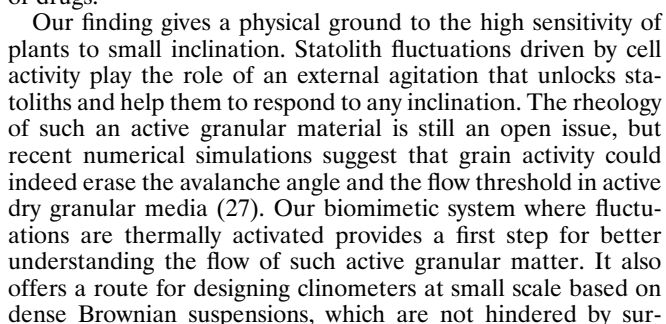 of drugs.
Our finding gives a physical ground to the high sensitivity of
plants to small inclination. Statolith fluctuations driven by cell
activity play the role of an external agitation that unlocks sta-
toliths and help them to respond to any inclination. The rheology
of such an active granular material is still an open issue, but
recent numerical simulations suggest that grain activity could
indeed erase the avalanche angle and the flow threshold in active
dry granular media (27). Our biomimetic system where fluctu-
ations are thermally activated provides a first step for better
understanding the flow of such active granular matter. It also
offers a route for designing clinometers at small scale based on
dense Brownian suspensions, which are not hindered by sur-